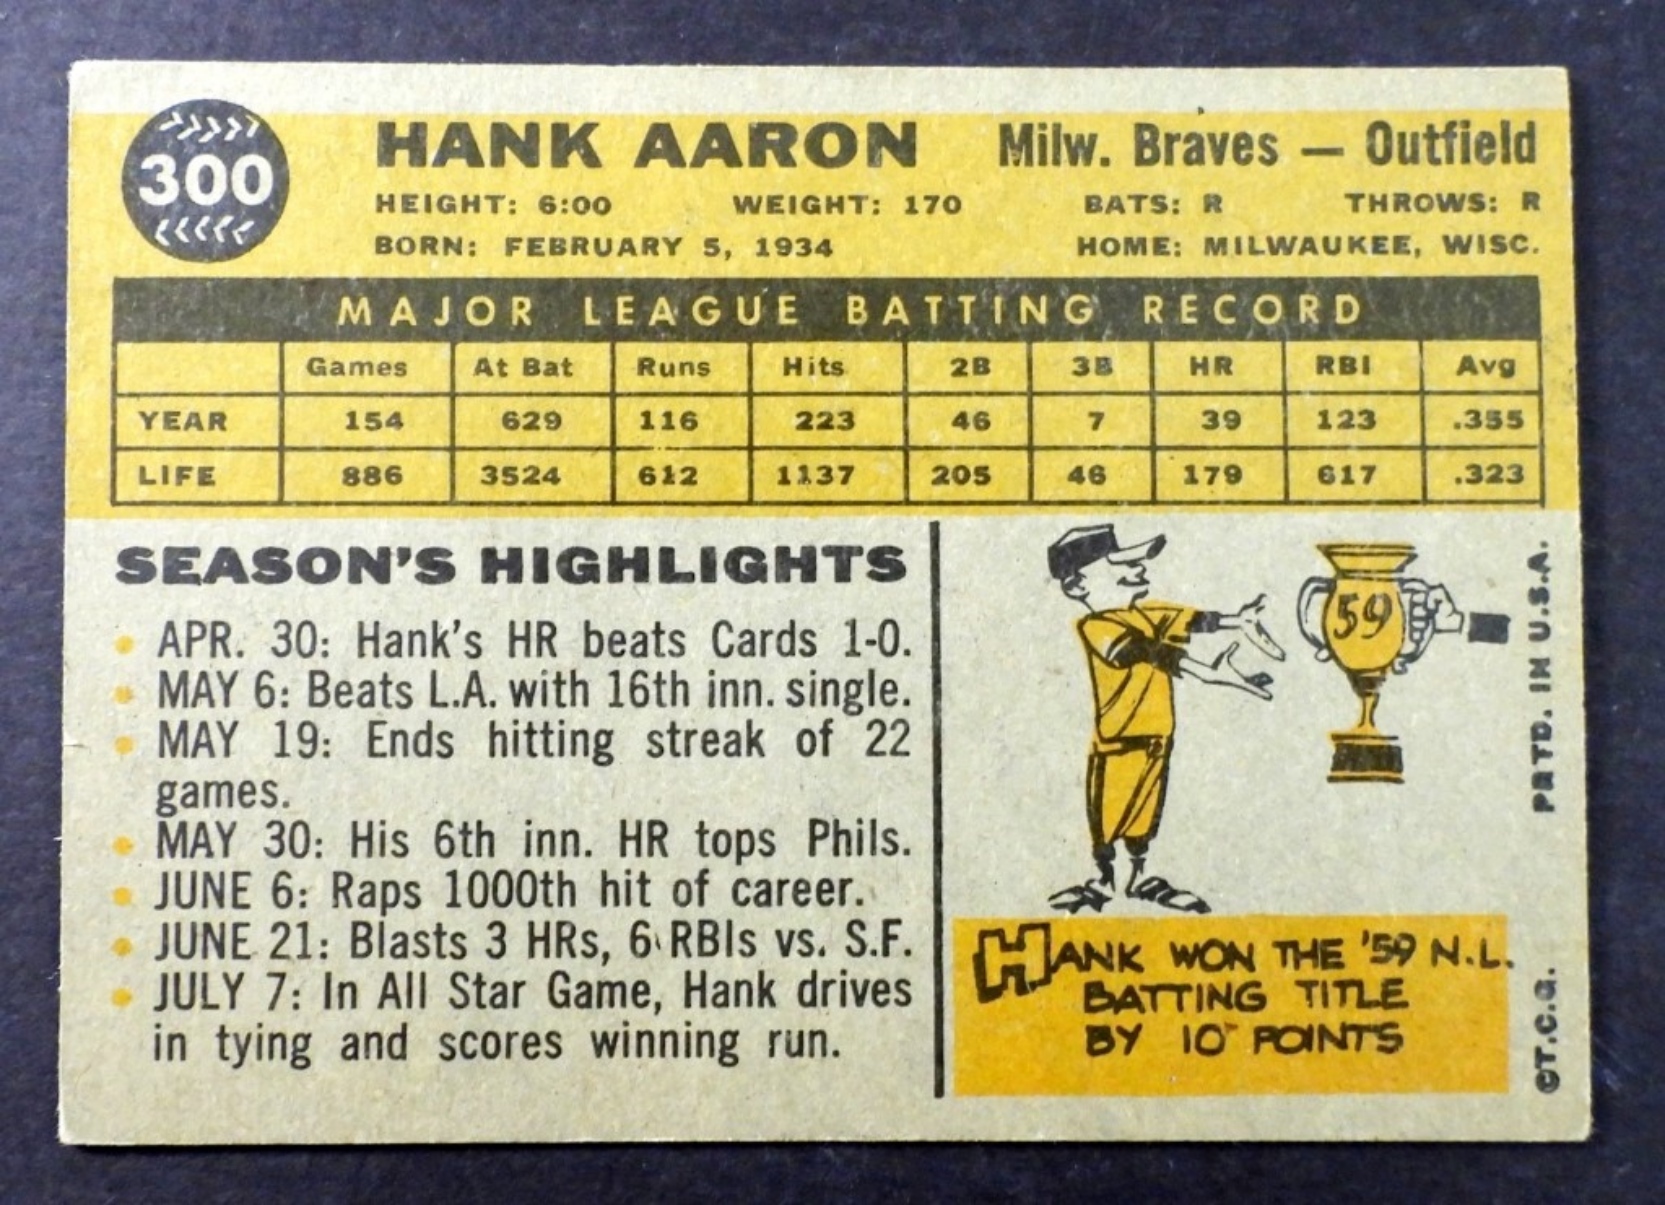 300
HANK AARON Milw. Braves — Outfield
HEIGHT: 6:00 WEIGHT: 170 BATS: R THROWS: R
BORN: FEBRUARY 5, 1934 HOME: MILWAUKEE, WISC.
MAJOR LEAGUE BATTING RECORD
Games At Bat Runs Hits 2B 3B HR RBI Avg
YEAR 154 629 116 223 46 7 39 123 .355
LIFE 886 3524 612 1137 205 46 179 617 .323
SEASON'S HIGHLIGHTS
• APR. 30: Hank's HR beats Cards 1-0.
• MAY 6: Beats L.A. with 16th inn. single.
• MAY 19: Ends hitting streak of 22
games.
• MAY 30: His 6th inn. HR tops Phils.
• JUNE 6: Raps 1000th hit of career.
• JUNE 21: Blasts 3 HRs, 6 RBIs vs. S.F.
• JULY 7: In All Star Game, Hank drives
in tying and scores winning run.
59
HANK WON THE '59 N.L.
BATTING TITLE
BY 10 POINTS
©T.C.G. PRTD. IN U.S.A.